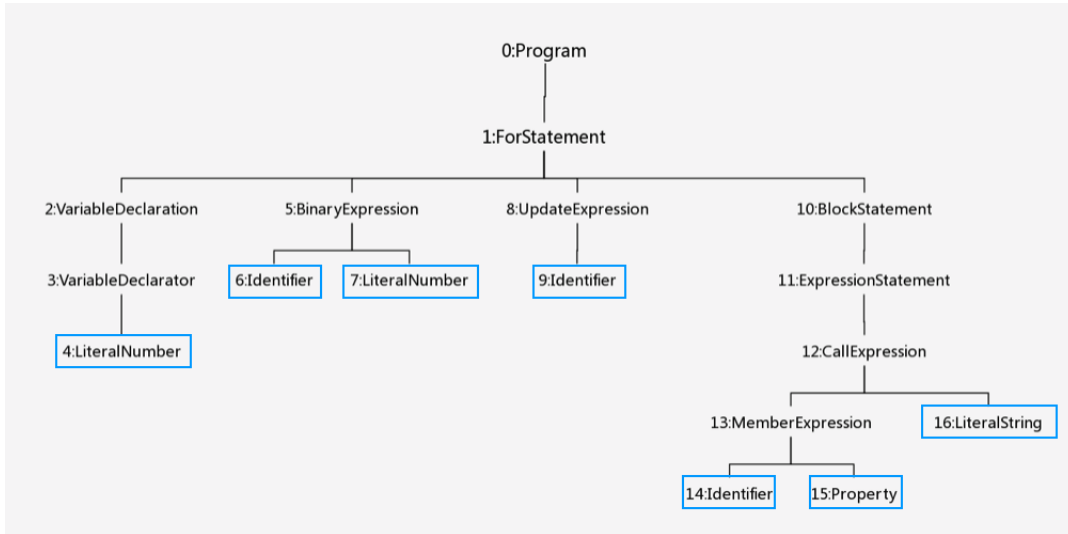 0:Program
1:ForStatement
2:VariableDeclaration 5:BinaryExpression 8:UpdateExpression 10:BlockStatement
3:VariableDeclarator 6:Identifier 7:LiteralNumber 9:Identifier 11:ExpressionStatement
4:LiteralNumber 12:CallExpression
13:MemberExpression 16:LiteralString
14:Identifier 15:Property